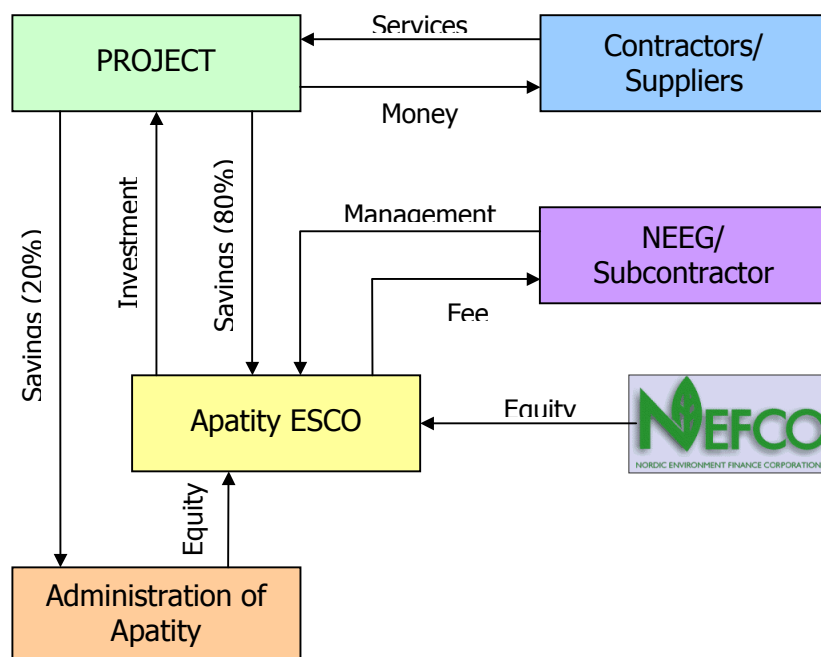 Services
PROJECT
Contractors/
Suppliers
Money
Savings (20%)
Investment
Savings (80%)
Management
NEEG/
Subcontractor
Fee
Apatity ESCO
Equity
NEFCO
NORDIC ENVIRONMENT FINANCE CORPORATION
Equity
Administration of
Apatity